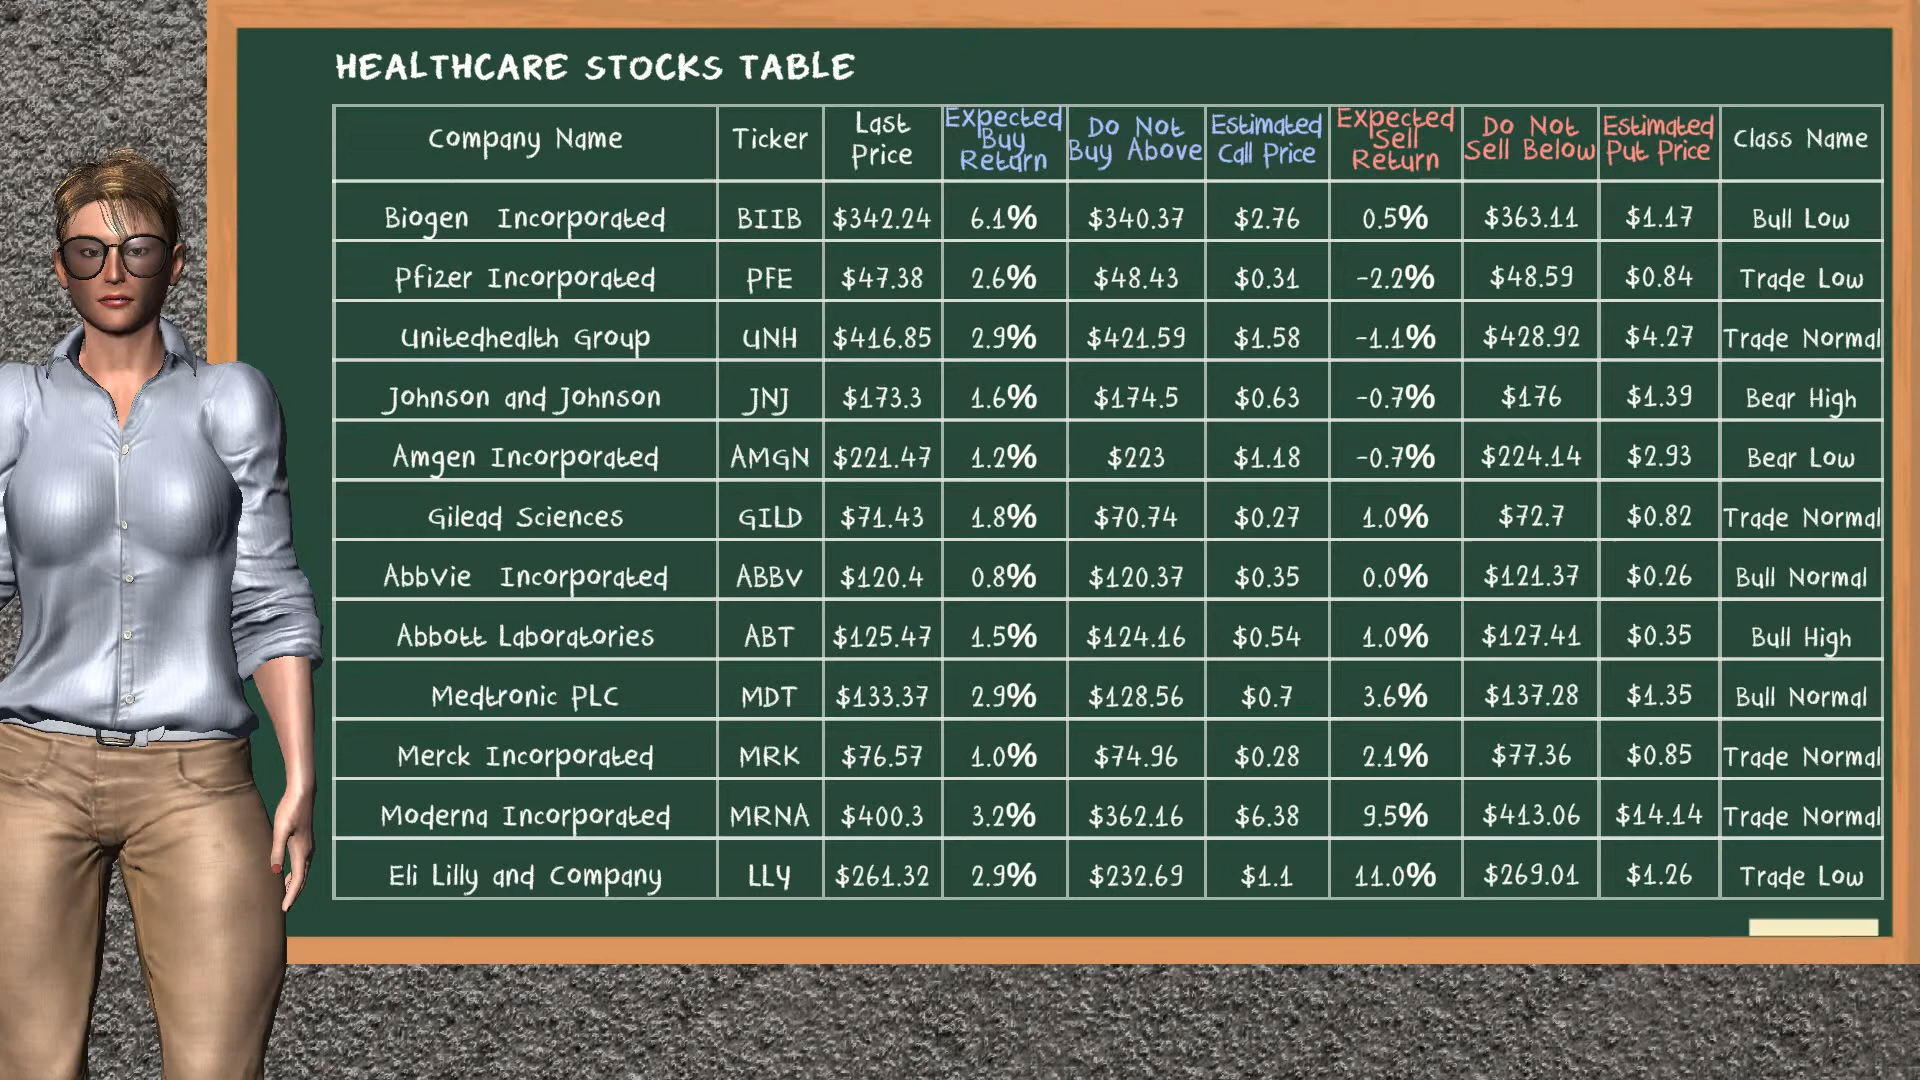 HEALTHCARE STOCKS TABLE
Company Name Ticker Last Price Expected Buy Return Do Not Buy Above Estimated Call Price Expected Sell Return Do Not Sell Below Estimated Put Price Class Name
Biogen Incorporated BIIB $342.24 6.1% $340.37 $2.76 0.5% $363.11 $1.17 Bull Low
Pfizer Incorporated PFE $47.38 2.6% $48.43 $0.31 -2.2% $48.59 $0.84 Trade Low
Unitedhealth Group UNH $416.85 2.9% $421.59 $1.58 -1.1% $428.92 $4.27 Trade Normal
Johnson and Johnson JNJ $173.3 1.6% $174.5 $0.63 -0.7% $176 $1.39 Bear High
Amgen Incorporated AMGN $221.47 1.2% $223 $1.18 -0.7% $224.14 $2.93 Bear Low
Gilead Sciences GILD $71.43 1.8% $70.74 $0.27 1.0% $72.7 $0.82 Trade Normal
AbbVie Incorporated ABBV $120.4 0.8% $120.37 $0.35 0.0% $121.37 $0.26 Bull Normal
Abbott Laboratories ABT $125.47 1.5% $124.16 $0.54 1.0% $127.41 $0.35 Bull High
Medtronic PLC MDT $133.37 2.9% $128.56 $0.7 3.6% $137.28 $1.35 Bull Normal
Merck Incorporated MRK $76.57 1.0% $74.96 $0.28 2.1% $77.36 $0.85 Trade Normal
Moderna Incorporated MRNA $400.3 3.2% $362.16 $6.38 9.5% $413.06 $14.14 Trade Normal
Eli Lilly and Company LLY $261.32 2.9% $232.69 $1.1 11.0% $269.01 $1.26 Trade Low